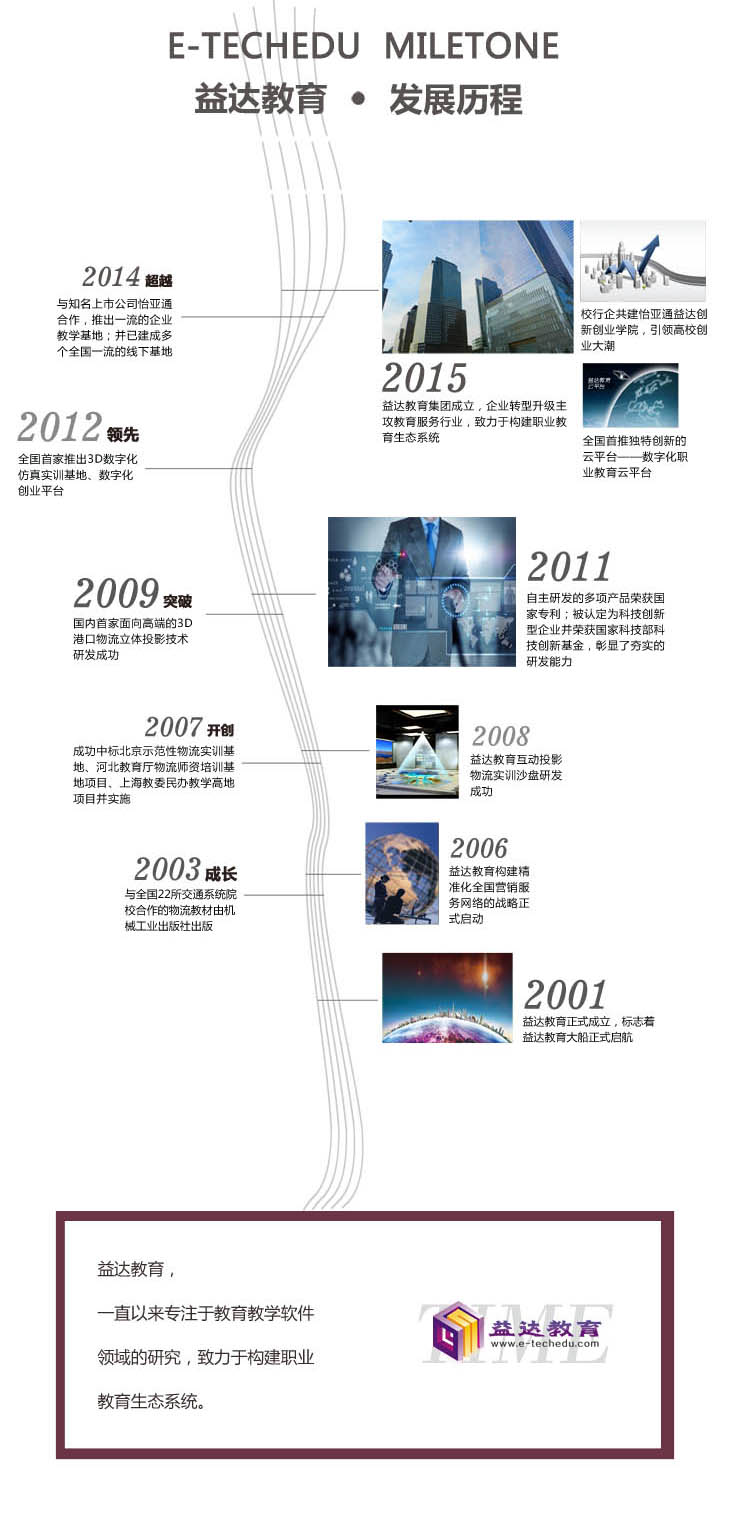 E-TECHEDU MILETONE
益达教育 • 发展历程
2014 超越
与知名上市公司怡亚通
合作，推出一流的企业
教学基地；并已建成多
个全国一流的线下基地
校行企共建怡亚通益达创
新创业学院，引领高校创
业大潮
2015
益达教育集团成立，企业转型升级主
攻教育服务行业，致力于构建职业教
育生态系统
益达教育
云平台
全国首推独特创新的
云平台——数字化职
业教育云平台
2012 领先
全国首家推出3D数字化
仿真实训基地、数字化
创业平台
2011
自主研发的多项产品荣获国
家专利；被认定为科技创新
型企业并荣获国家科技部科
技创新基金，彰显了夯实的
研发能力
2009 突破
国内首家面向高端的3D
港口物流立体投影技术
研发成功
2007 开创
成功中标北京示范性物流实训基
地、河北教育厅物流师资培训基
地项目、上海教委民办教学高地
项目并实施
2008
益达教育互动投影
物流实训沙盘研发
成功
2006
益达教育构建精
准化全国营销服
务网络的战略正
式启动
2003 成长
与全国22所交通系统院
校合作的物流教材由机
械工业出版社出版
2001
益达教育正式成立，标志着
益达教育大船正式启航
益达教育，
一直以来专注于教育教学软件
领域的研究，致力于构建职业
教育生态系统。
TIME
益达教育
www.e-techedu.com